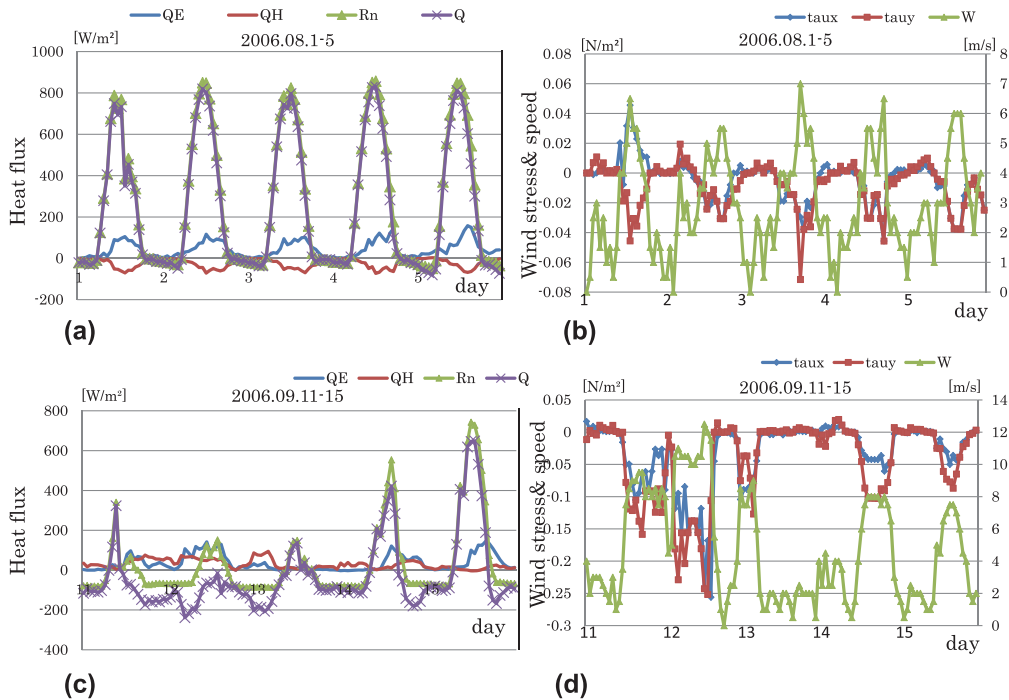 QE QH Rn Q
[W/m²] 2006.08.1-5
1000
800
600
400
200
0
-200
Heat flux
1 2 3 4 5
day
(a)
taux tauy W
2006.08.1-5
[N/m²] [m/s]
0.08
0.06
0.04
0.02
0
-0.02
-0.04
-0.06
-0.08
Wind stress& speed
8
7
6
5
4
3
2
1
0
1 2 3 4 5
day
(b)
QE QH Rn Q
[W/m²] 2006.09.11-15
800
600
400
200
0
-200
-400
Heat flux
11 12 13 14 15
day
(c)
taux tauy W
2006.09.11-15
[N/m²] [m/s]
0.05
0
-0.05
-0.1
-0.15
-0.2
-0.25
-0.3
Wind stress& speed
14
12
10
8
6
4
2
0
11 12 13 14 15
day
(d)